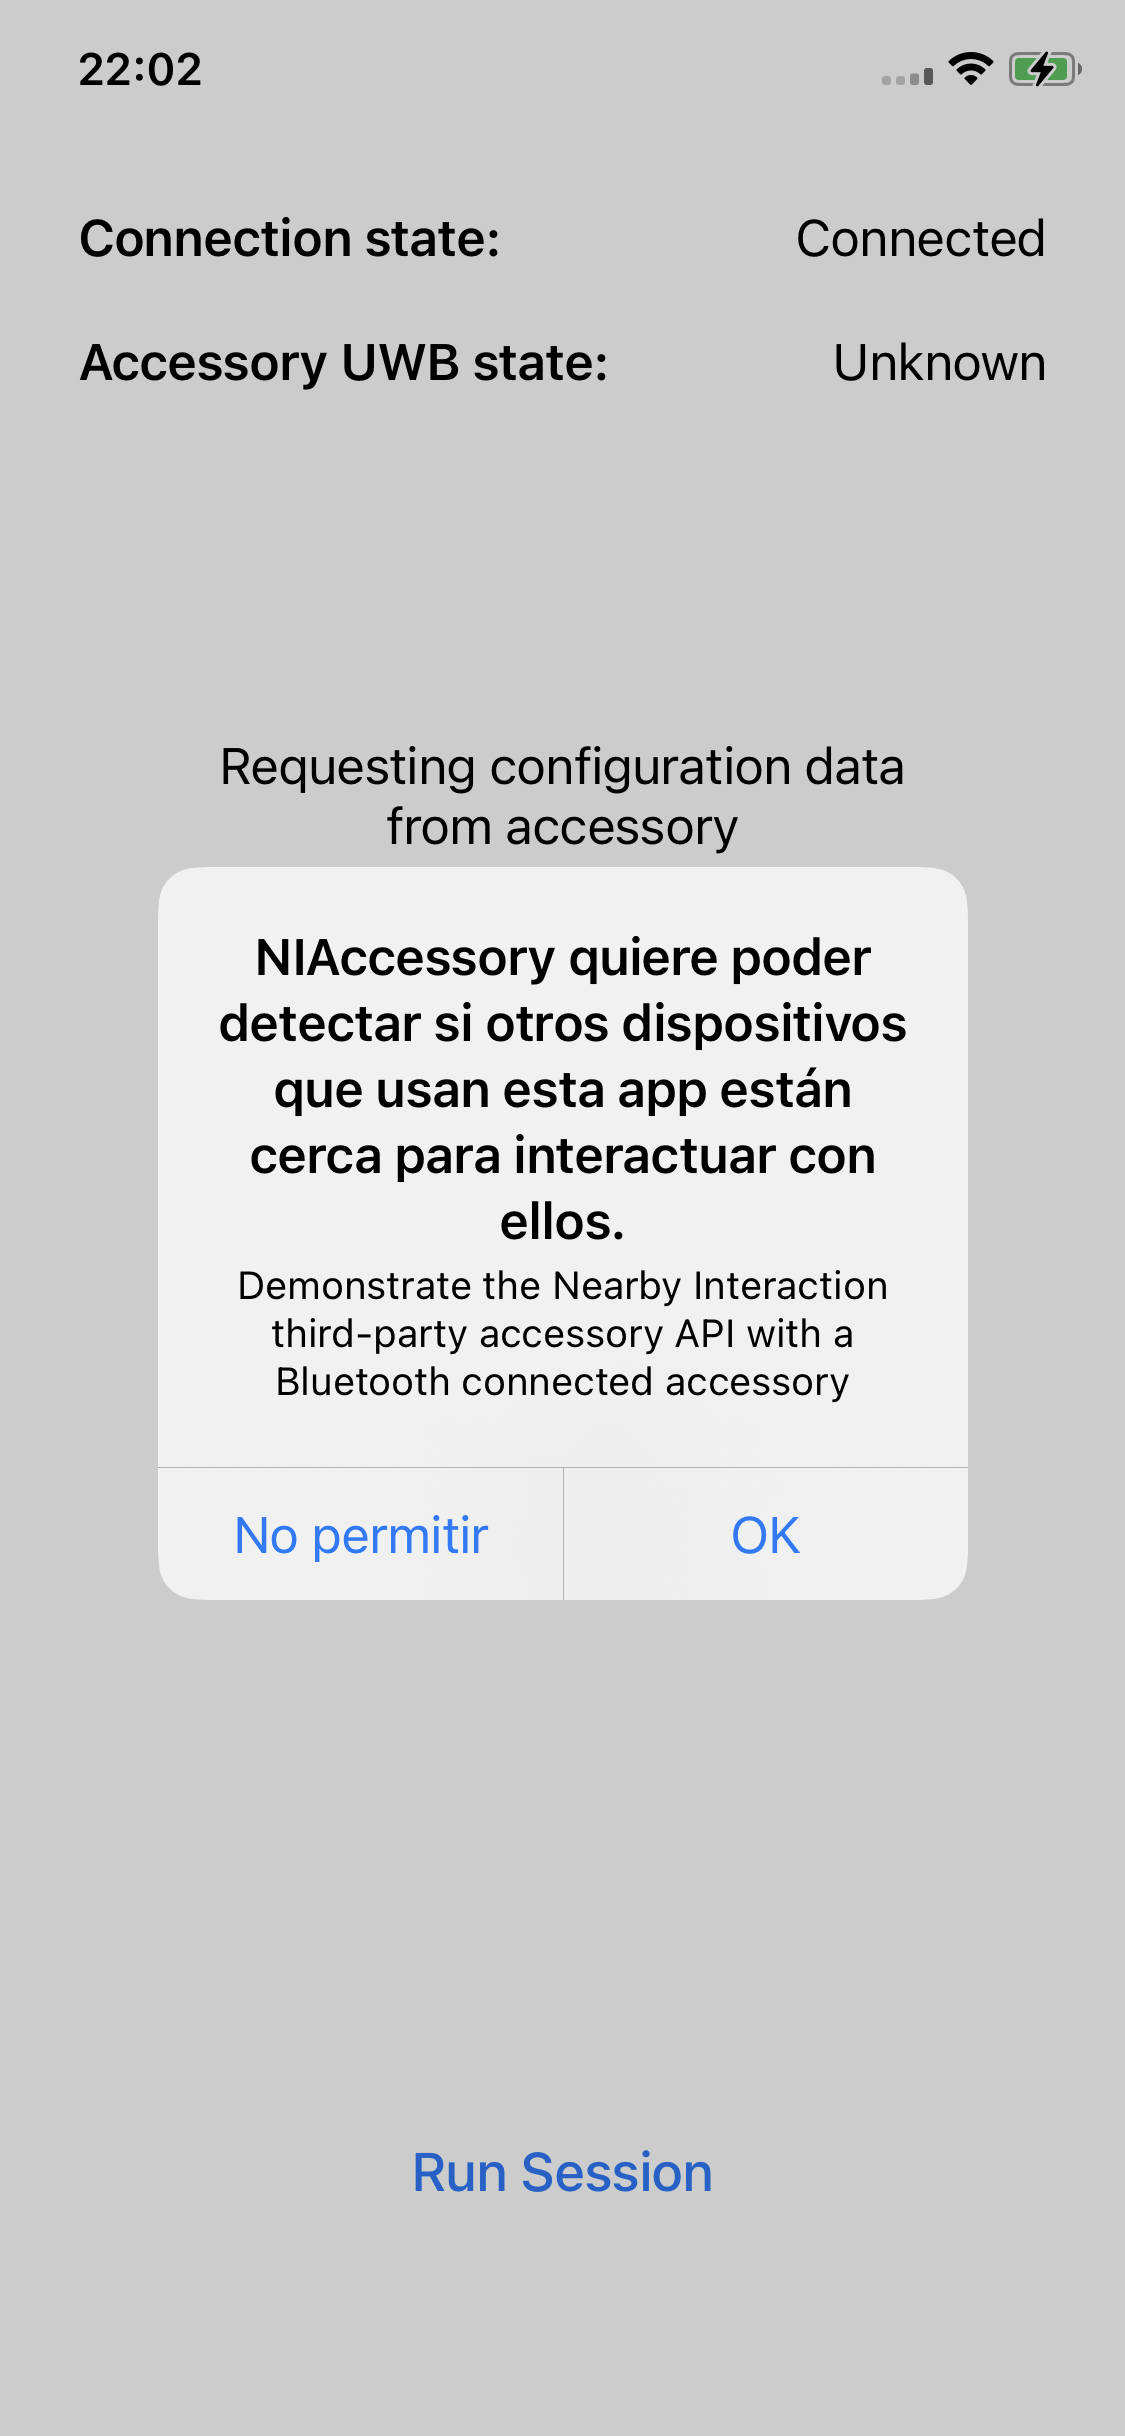 22:02
Connection state: Connected
Accessory UWB state: Unknown
Requesting configuration data
from accessory
NIAccessory quiere poder
detectar si otros dispositivos
que usan esta app están
cerca para interactuar con
ellos.
Demonstrate the Nearby Interaction
third-party accessory API with a
Bluetooth connected accessory
No permitir OK
Run Session